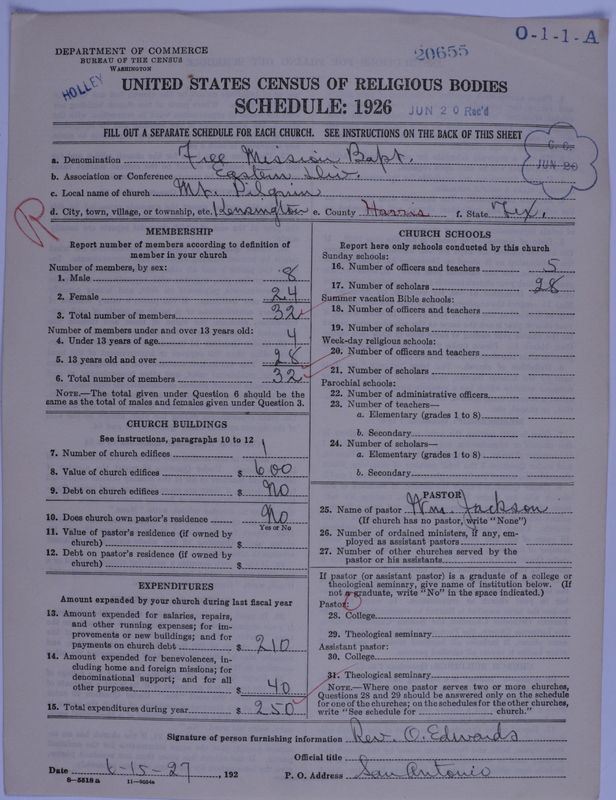 O-1-1-A
20655
DEPARTMENT OF COMMERCE
BUREAU OF THE CENSUS
WASHINGTON
HOLLEY
UNITED STATES CENSUS OF RELIGIOUS BODIES
SCHEDULE: 1926
JUN 20 Rec'd
FILL OUT A SEPARATE SCHEDULE FOR EACH CHURCH. SEE INSTRUCTIONS ON THE BACK OF THIS SHEET
C. C.
JUN 20
a. Denomination Free Mission Bapt.
b. Association or Conference Eastern Div.
c. Local name of church Mt. Pilgrim
d. City, town, village, or township, etc. Kensington e. County Harris f. State Tex.
R
MEMBERSHIP
Report number of members according to definition of
member in your church
Number of members, by sex:
1. Male 8
2. Female 24
3. Total number of members 32
Number of members under and over 13 years old:
4. Under 13 years of age 4
5. 13 years old and over 28
6. Total number of members 32
NOTE.—The total given under Question 6 should be
same as the total of males and females given under Question 3.
CHURCH BUILDINGS
See instructions, paragraphs 10 to 12
7. Number of church edifices 1
8. Value of church edifices $ 600
9. Debt on church edifices $ No
10. Does church own pastor's residence No
Yes or No
11. Value of pastor's residence (if owned by
church) $
12. Debt on pastor's residence (if owned by
church) $
EXPENDITURES
Amount expended by your church during last fiscal year
13. Amount expended for salaries, repairs,
and other running expenses; for im-
provements or new buildings; and for
payments on church debt $ 210
14. Amount expended for benevolences, in-
cluding home and foreign missions; for
denominational support; and for all
other purposes $ 40
15. Total expenditures during year $ 250
CHURCH SCHOOLS
Report here only schools conducted by this church
Sunday schools:
16. Number of officers and teachers 5
17. Number of scholars 28
Summer vacation Bible schools:
18. Number of officers and teachers
19. Number of scholars
Week-day religious schools:
20. Number of officers and teachers
21. Number of scholars
Parochial schools:
22. Number of administrative officers
23. Number of teachers—
a. Elementary (grades 1 to 8)
b. Secondary
24. Number of scholars—
a. Elementary (grades 1 to 8)
b. Secondary
PASTOR
25. Name of pastor Wm. Jackson
(If church has no pastor, write "None")
26. Number of ordained ministers, if any, em-
ployed as assistant pastors
27. Number of other churches served by the
pastor or his assistants
If pastor (or assistant pastor) is a graduate of a college or
theological seminary, give name of institution below. (If
not a graduate, write "No" in the space indicated.)
Pastor:
28. College
29. Theological seminary
Assistant pastor:
30. College
31. Theological seminary
NOTE.—Where one pastor serves two or more churches,
Questions 28 and 29 should be answered only on the schedule
for one of the churches; on the schedules for the other churches,
write "See schedule for church."
Signature of person furnishing information Rev. O. Edwards
Official title
Date 6-15-27, 192 P. O. Address San Antonio
8-5518 a 11-9004a